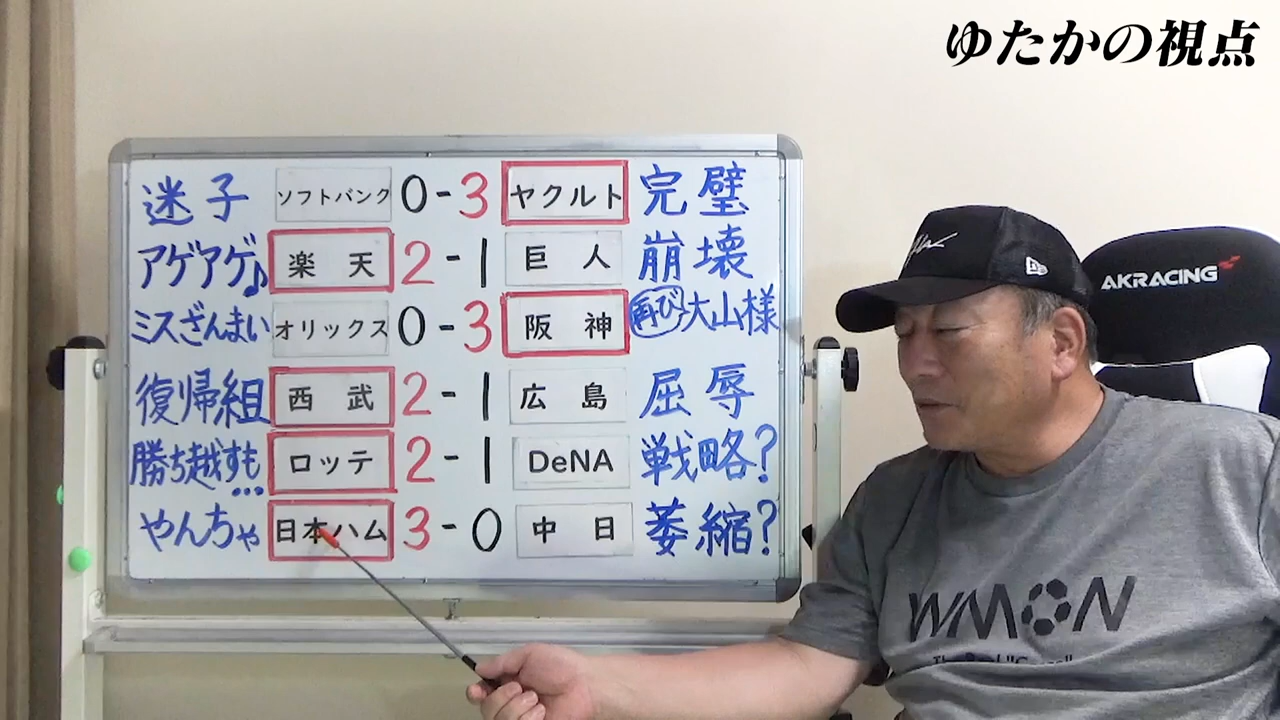 ゆたかの視点
迷子 ソフトバンク 0-3 ヤクルト 完璧
アゲアゲ♪ 楽天 2-1 巨人 崩壊
ミスざんまい オリックス 0-3 阪神 再び大山様
復帰組 西武 2-1 広島 屈辱
勝ち越すも… ロッテ 2-1 DeNA 戦略?
やんちゃ 日本ハム 3-0 中日 萎縮?
AKRACING
WMON